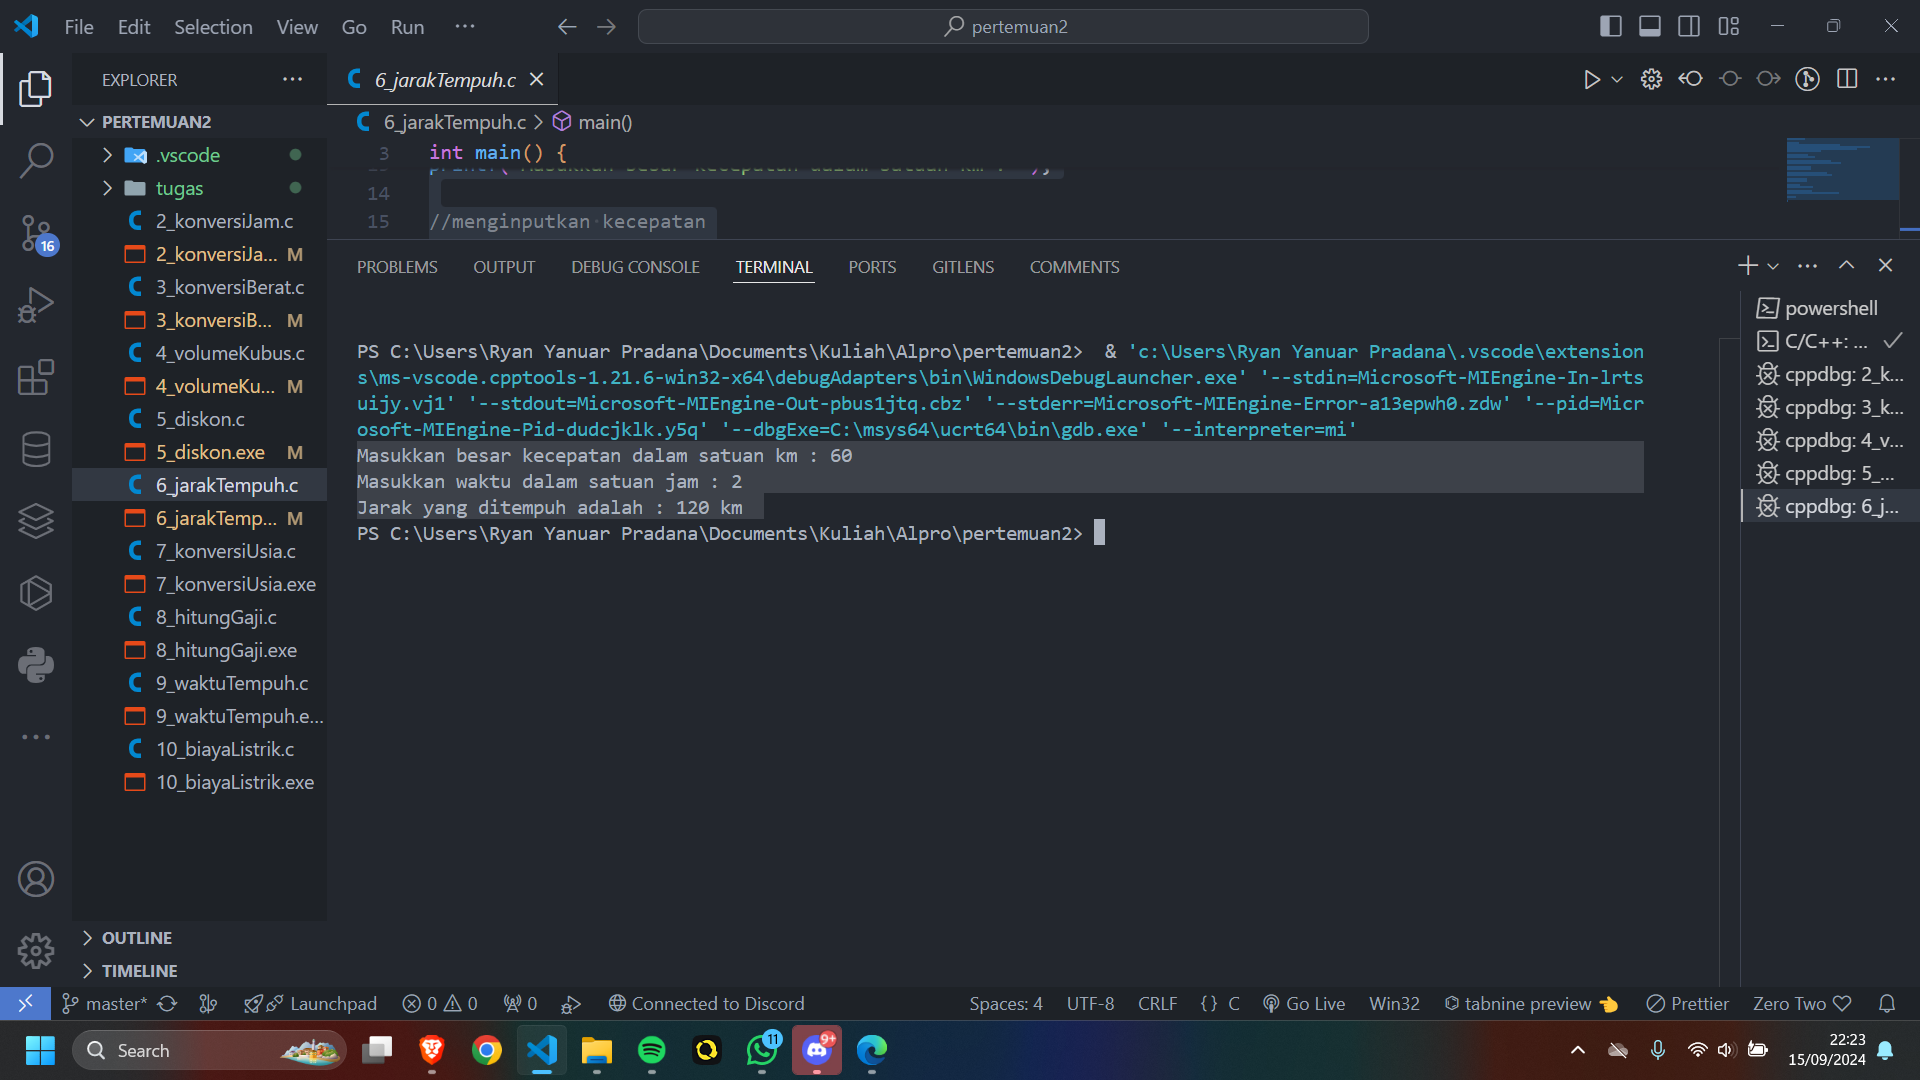 File Edit Selection View Go Run ···
pertemuan2
EXPLORER
PERTEMUAN2
.vscode
tugas
2_konversiJam.c
2_konversiJa... M
3_konversiBerat.c
3_konversiB... M
4_volumeKubus.c
4_volumeKu... M
5_diskon.c
5_diskon.exe M
6_jarakTempuh.c
6_jarakTemp... M
7_konversiUsia.c
7_konversiUsia.exe
8_hitungGaji.c
8_hitungGaji.exe
9_waktuTempuh.c
9_waktuTempuh.e...
10_biayaListrik.c
10_biayaListrik.exe
OUTLINE
TIMELINE
16
6_jarakTempuh.c
6_jarakTempuh.c > main()
3 int main() {
14
15 //menginputkan kecepatan
PROBLEMS OUTPUT DEBUG CONSOLE TERMINAL PORTS GITLENS COMMENTS
PS C:\Users\Ryan Yanuar Pradana\Documents\Kuliah\Alpro\pertemuan2>  & 'c:\Users\Ryan Yanuar Pradana\.vscode\extension
s\ms-vscode.cpptools-1.21.6-win32-x64\debugAdapters\bin\WindowsDebugLauncher.exe' '--stdin=Microsoft-MIEngine-In-lrts
uijy.vj1' '--stdout=Microsoft-MIEngine-Out-pbus1jtq.cbz' '--stderr=Microsoft-MIEngine-Error-a13epwh0.zdw' '--pid=Micr
osoft-MIEngine-Pid-dudcjklk.y5q' '--dbgExe=C:\msys64\ucrt64\bin\gdb.exe' '--interpreter=mi'
Masukkan besar kecepatan dalam satuan km : 60
Masukkan waktu dalam satuan jam : 2
Jarak yang ditempuh adalah : 120 km
PS C:\Users\Ryan Yanuar Pradana\Documents\Kuliah\Alpro\pertemuan2>
powershell
C/C++: ...
cppdbg: 2_k...
cppdbg: 3_k...
cppdbg: 4_v...
cppdbg: 5_...
cppdbg: 6_j...
master* Launchpad 0 0 0 Connected to Discord Spaces: 4 UTF-8 CRLF {} C Go Live Win32 tabnine preview Prettier Zero Two
Search
11
9+
22:23
15/09/2024